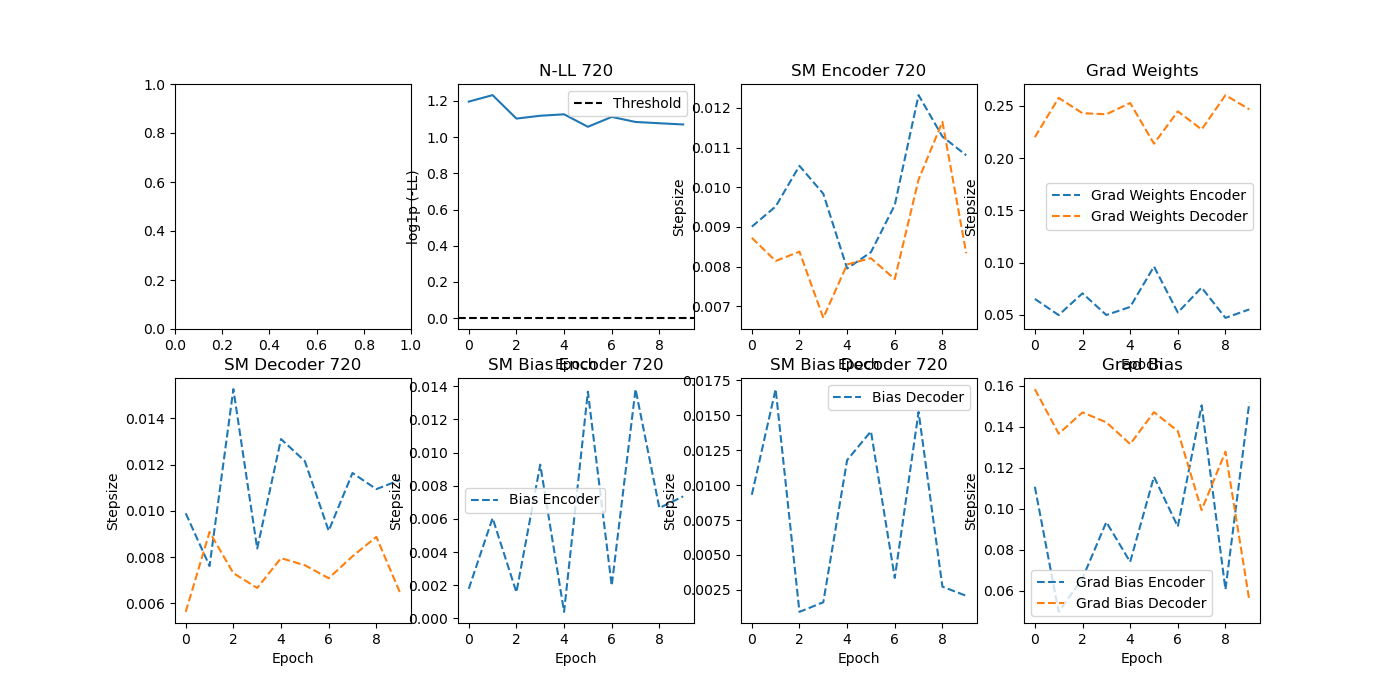 N-LL 720
SM Encoder 720
Grad Weights
1.0
0.8
0.6
0.4
0.2
0.0
0.0 0.2 0.4 0.6 0.8 1.0
log1p (-LL)
1.2
1.0
0.8
0.6
0.4
0.2
0.0
Threshold
0 2 4 6 8
Epoch
Stepsize
0.012
0.011
0.010
0.009
0.008
0.007
0 2 4 6 8
Epoch
Stepsize
0.25
0.20
0.15
0.10
0.05
Grad Weights Encoder
Grad Weights Decoder
0 2 4 6 8
Epoch
SM Decoder 720
SM Bias Encoder 720
SM Bias Decoder 720
Grad Bias
Stepsize
0.014
0.012
0.010
0.008
0.006
0 2 4 6 8
Epoch
Stepsize
0.014
0.012
0.010
0.008
0.006
0.004
0.002
0.000
Bias Encoder
0 2 4 6 8
Epoch
Stepsize
0.0175
0.0150
0.0125
0.0100
0.0075
0.0050
0.0025
Bias Decoder
0 2 4 6 8
Epoch
Stepsize
0.16
0.14
0.12
0.10
0.08
0.06
Grad Bias Encoder
Grad Bias Decoder
0 2 4 6 8
Epoch